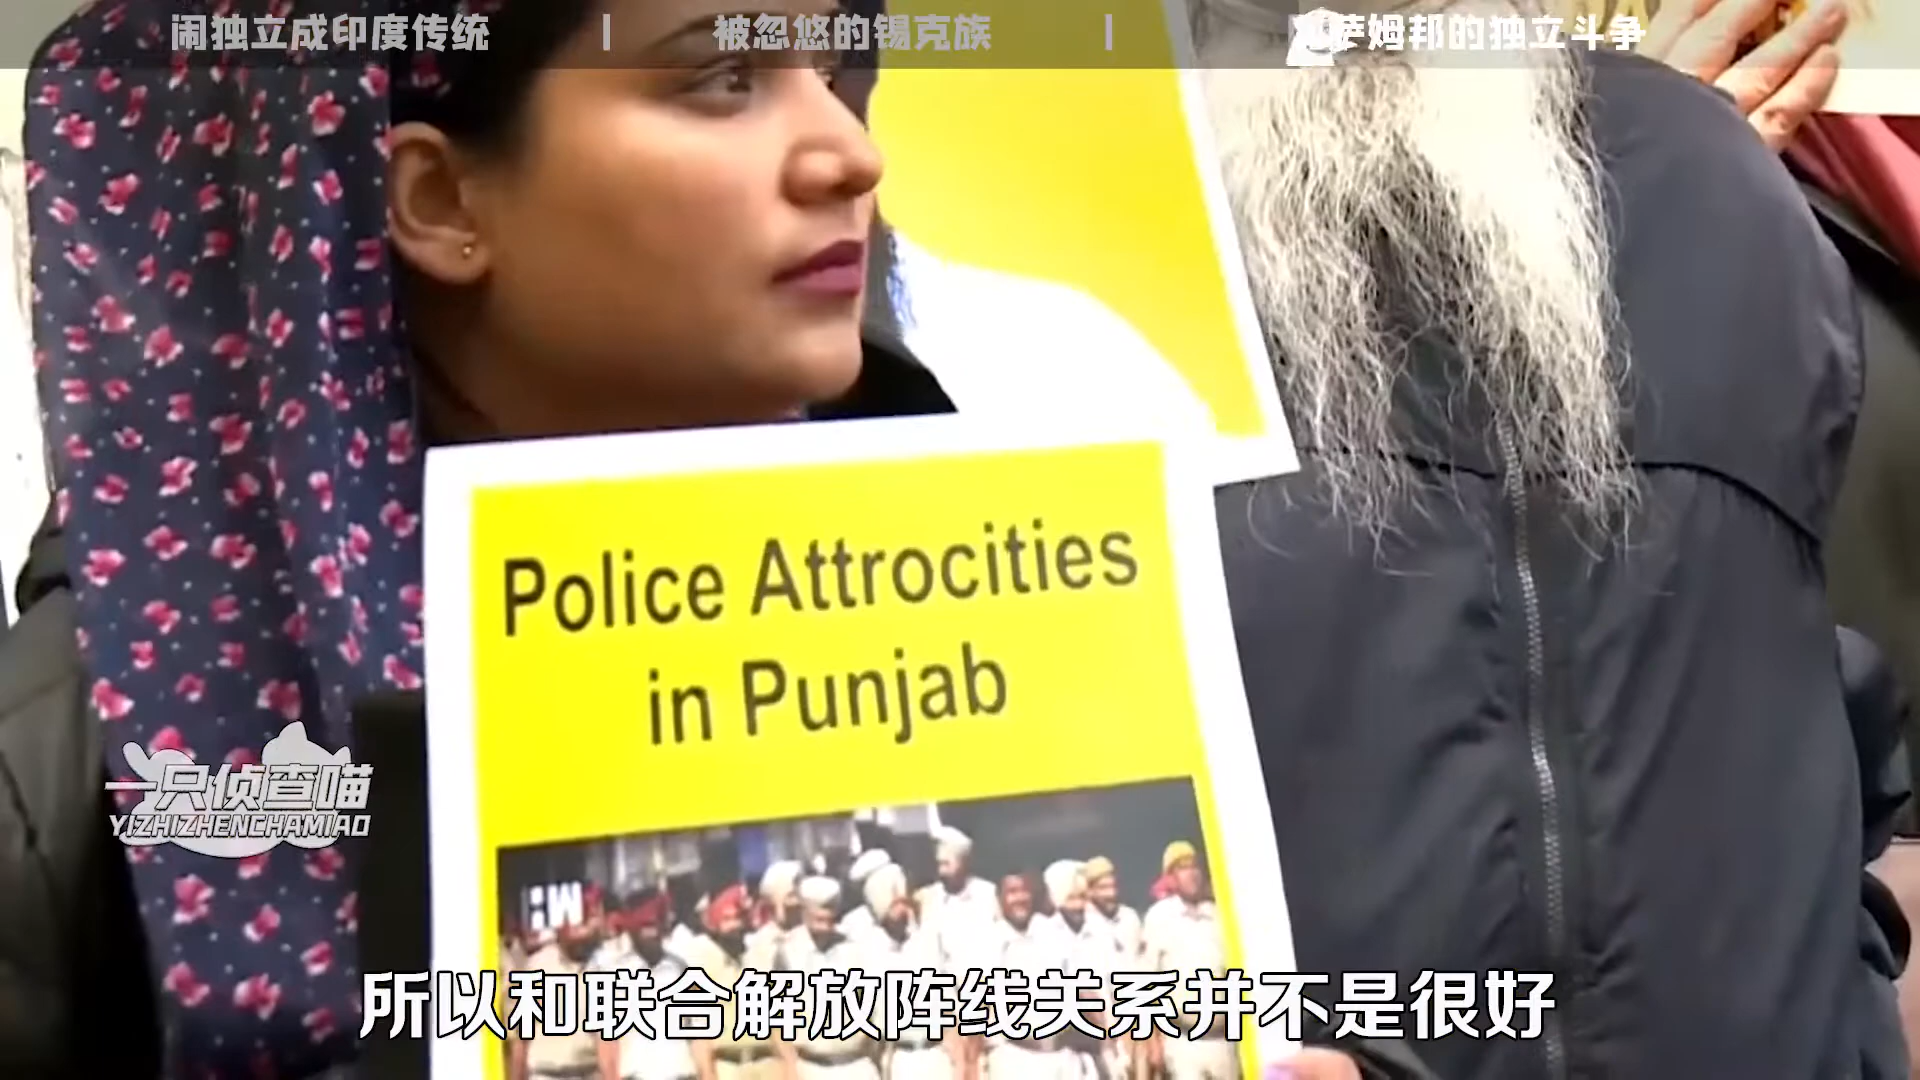 闹独立成印度传统 | 被忽悠的锡克族 | 萨姆邦的独立斗争
Police Attrocities
in Punjab
一只侦查喵
YIZHIZHENCHAMIAO
所以和联合解放阵线关系并不是很好